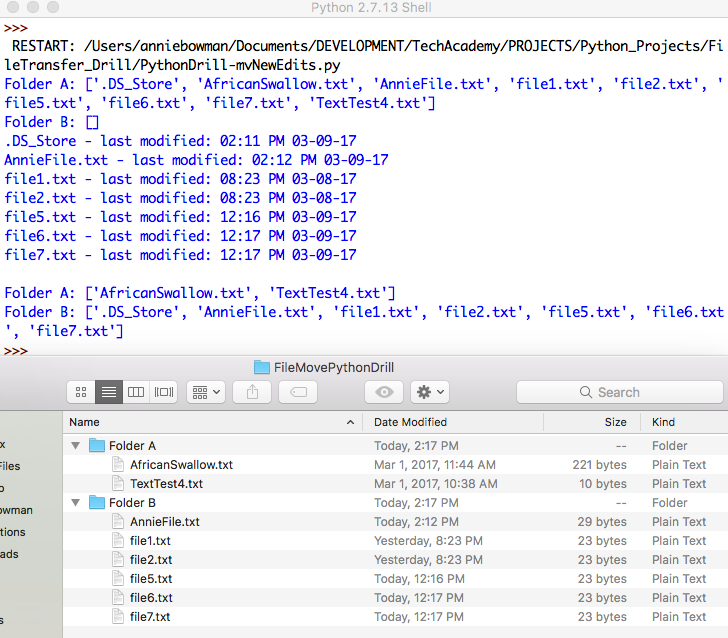 Python 2.7.13 Shell
>>>
 RESTART: /Users/anniebowman/Documents/DEVELOPMENT/TechAcademy/PROJECTS/Python_Projects/Fi
leTransfer_Drill/PythonDrill-mvNewEdits.py
Folder A: ['.DS_Store', 'AfricanSwallow.txt', 'AnnieFile.txt', 'file1.txt', 'file2.txt', '
file5.txt', 'file6.txt', 'file7.txt', 'TextTest4.txt']
Folder B: []
.DS_Store - last modified: 02:11 PM 03-09-17
AnnieFile.txt - last modified: 02:12 PM 03-09-17
file1.txt - last modified: 08:23 PM 03-08-17
file2.txt - last modified: 08:23 PM 03-08-17
file5.txt - last modified: 12:16 PM 03-09-17
file6.txt - last modified: 12:17 PM 03-09-17
file7.txt - last modified: 12:17 PM 03-09-17
Folder A: ['AfricanSwallow.txt', 'TextTest4.txt']
Folder B: ['.DS_Store', 'AnnieFile.txt', 'file1.txt', 'file2.txt', 'file5.txt', 'file6.txt
', 'file7.txt']
>>>
FileMovePythonDrill
Search
Name Date Modified Size Kind
Folder A Today, 2:17 PM -- Folder
x
AfricanSwallow.txt Mar 1, 2017, 11:44 AM 221 bytes Plain Text
Files
TextTest4.txt Mar 1, 2017, 10:38 AM 10 bytes Plain Text
Folder B Today, 2:17 PM -- Folder
owman
AnnieFile.txt Today, 2:12 PM 29 bytes Plain Text
tions
file1.txt Yesterday, 8:23 PM 23 bytes Plain Text
ads
file2.txt Yesterday, 8:23 PM 23 bytes Plain Text
file5.txt Today, 12:16 PM 23 bytes Plain Text
file6.txt Today, 12:17 PM 23 bytes Plain Text
file7.txt Today, 12:17 PM 23 bytes Plain Text
s